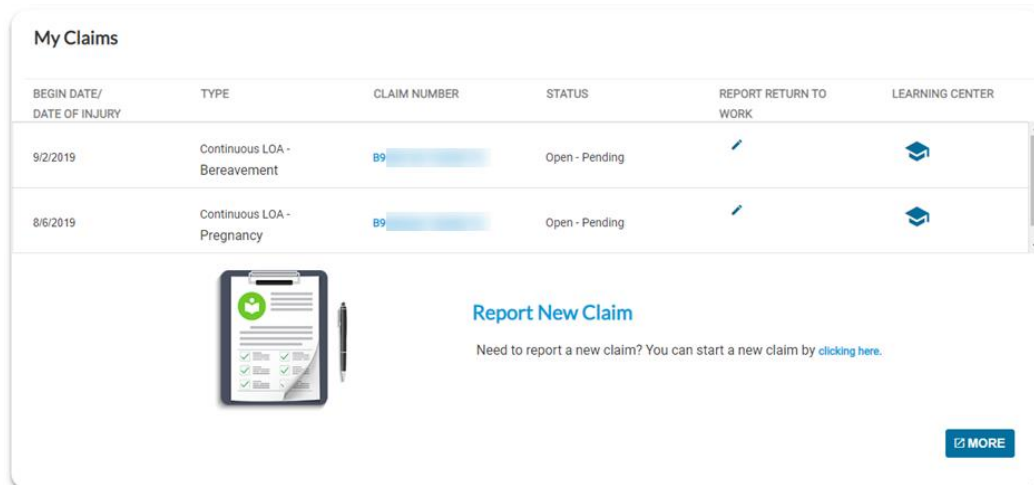 My Claims
BEGIN DATE/ TYPE CLAIM NUMBER STATUS REPORT RETURN TO LEARNING CENTER
DATE OF INJURY WORK
9/2/2019 Continuous LOA - B9 Open - Pending
Bereavement
8/6/2019 Continuous LOA - B9 Open - Pending
Pregnancy
Report New Claim
Need to report a new claim? You can start a new claim by clicking here.
MORE